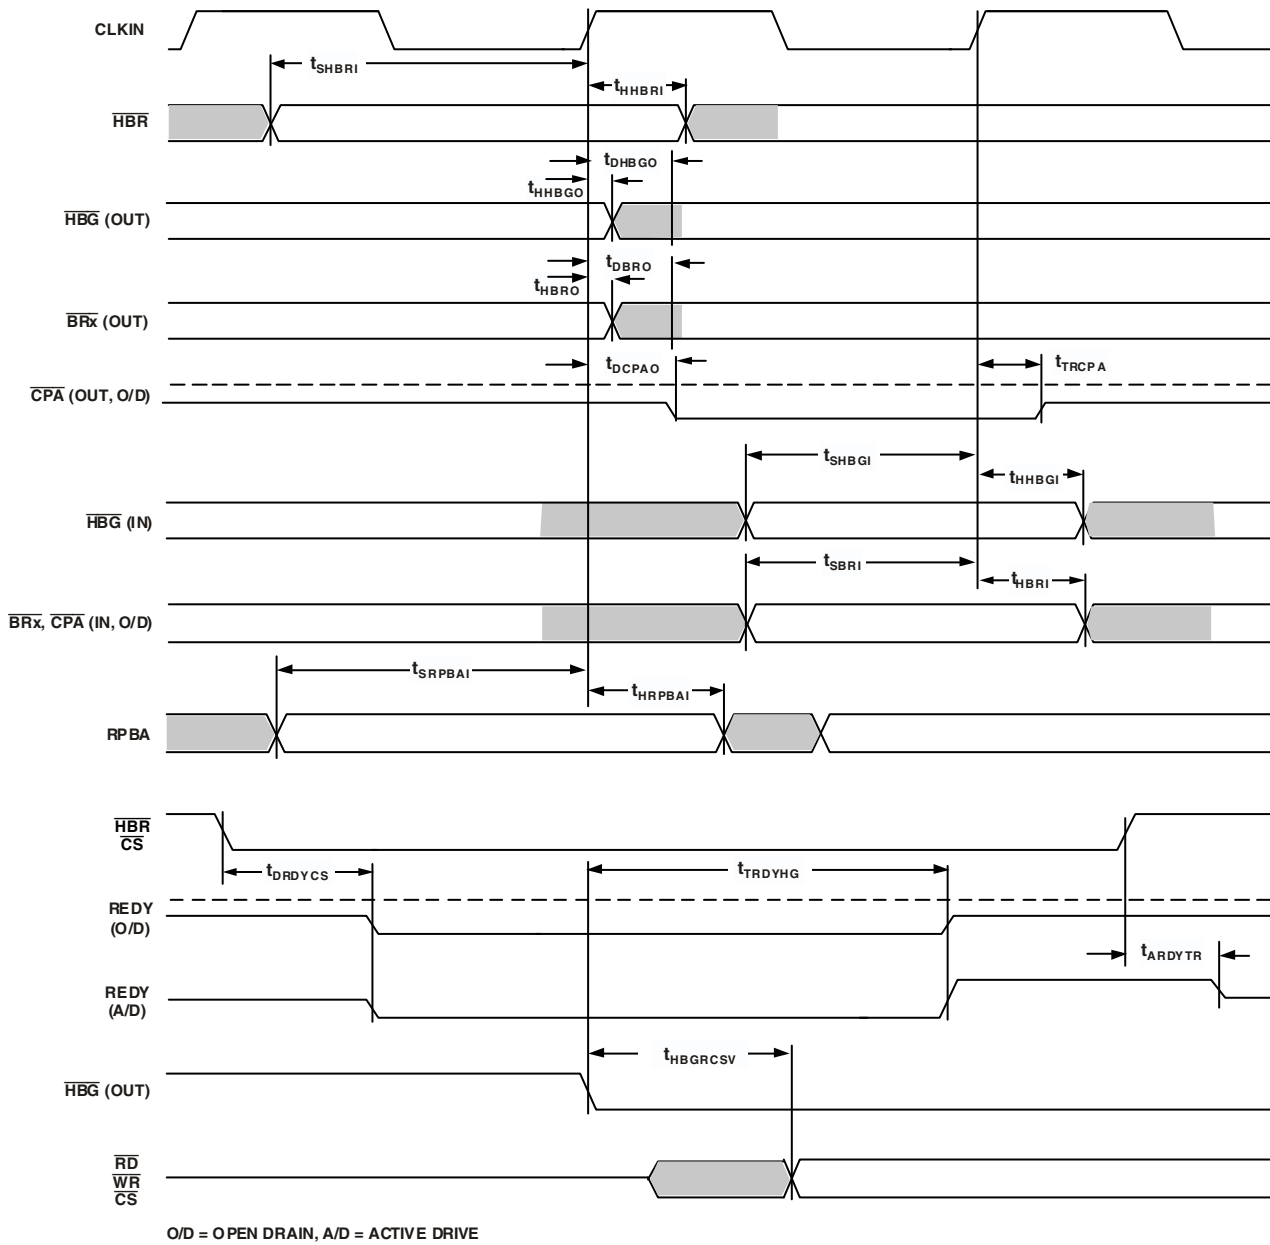 CLKIN
tSHBRI
tHHBRI
HBR
tDHBGO
tHHBGO
HBG (OUT)
tDBRO
tHBRO
BRx (OUT)
tDCPAO
tTRCPA
CPA (OUT, O/D)
tSHBGI
tHHBGI
HBG (IN)
tSBRI
tHBRI
BRx, CPA (IN, O/D)
tSRPBAI
tHRPBAI
RPBA
HBR
CS
tDRDYCS
tTRDYHG
REDY
(O/D)
tARDYTR
REDY
(A/D)
tHBGRCSV
HBG (OUT)
RD
WR
CS
O/D = OPEN DRAIN, A/D = ACTIVE DRIVE